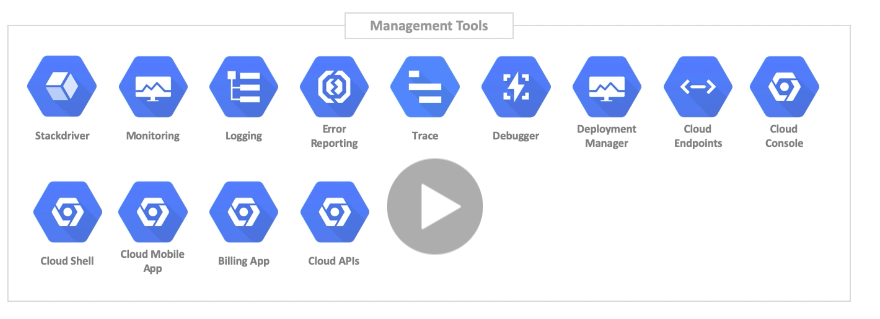 Management Tools
Stackdriver
Monitoring
Logging
Error
Reporting
Trace
Debugger
Deployment
Manager
Cloud
Endpoints
Cloud
Console
Cloud Shell
Cloud Mobile
App
Billing App
Cloud APIs